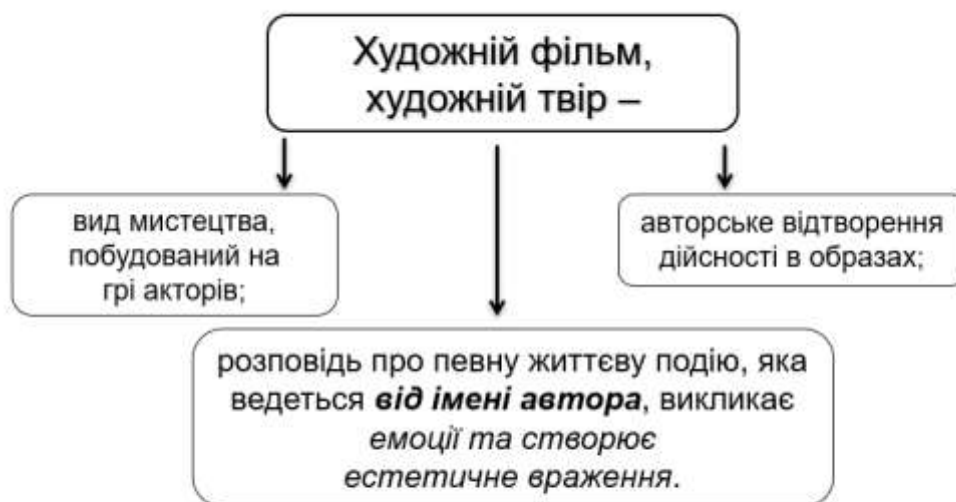 Художній фільм,
художній твір –
вид мистецтва,
побудований на
грі акторів;
авторське відтворення
дійсності в образах;
розповідь про певну життєву подію, яка
ведеться від імені автора, викликає
емоції та створює
естетичне враження.